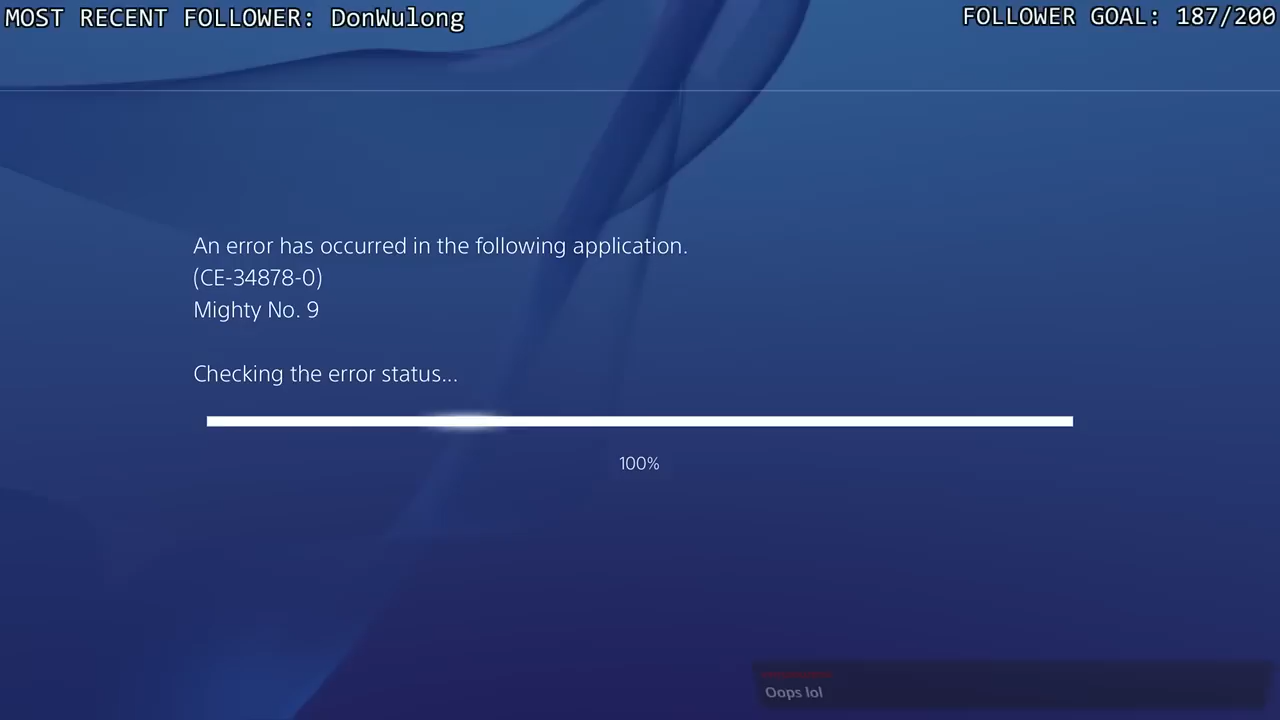 MOST RECENT FOLLOWER: DonWulong
FOLLOWER GOAL: 187/200
An error has occurred in the following application.
(CE-34878-0)
Mighty No. 9
Checking the error status...
100%
Oops lol